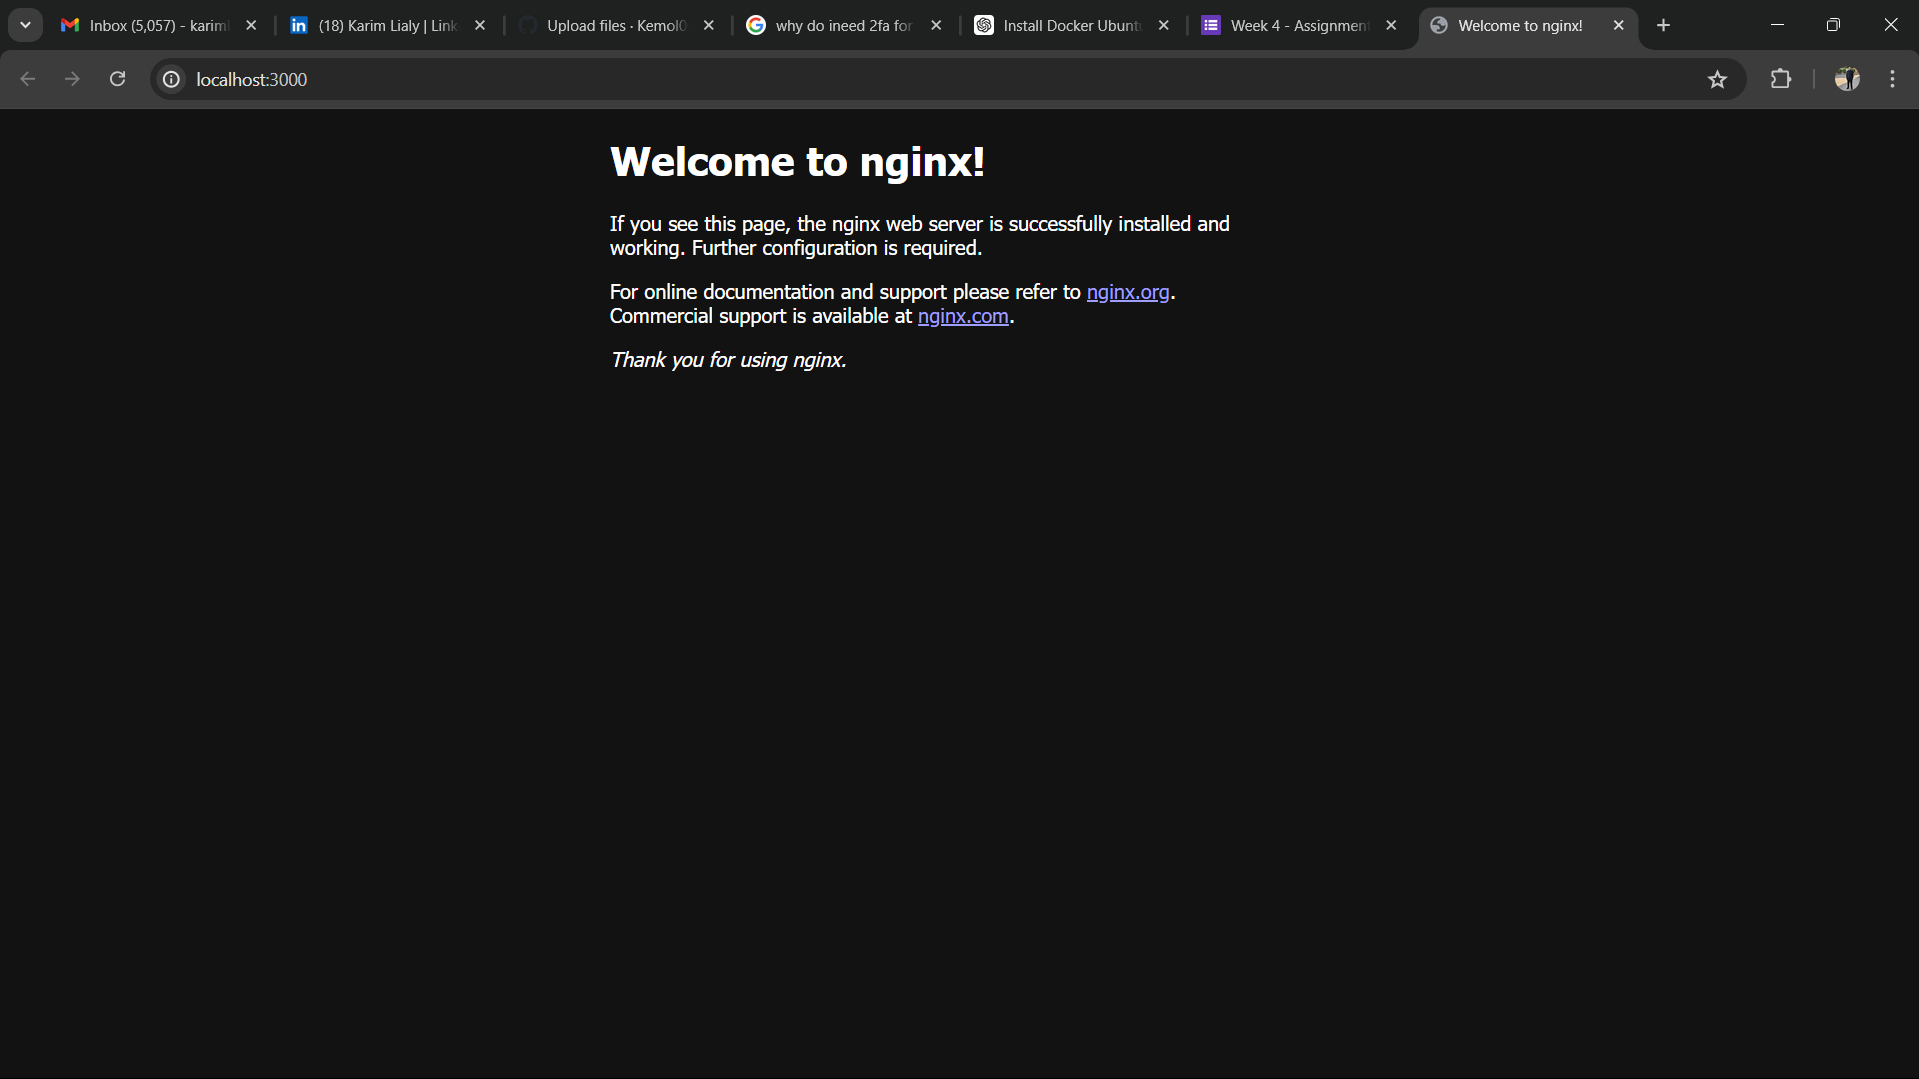 Inbox (5,057) - karim
(18) Karim Lialy | Link
Upload files · Kemol0
why do ineed 2fa for
Install Docker Ubuntu
Week 4 - Assignment
Welcome to nginx!
localhost:3000
Welcome to nginx!
If you see this page, the nginx web server is successfully installed and
working. Further configuration is required.
For online documentation and support please refer to nginx.org.
Commercial support is available at nginx.com.
Thank you for using nginx.